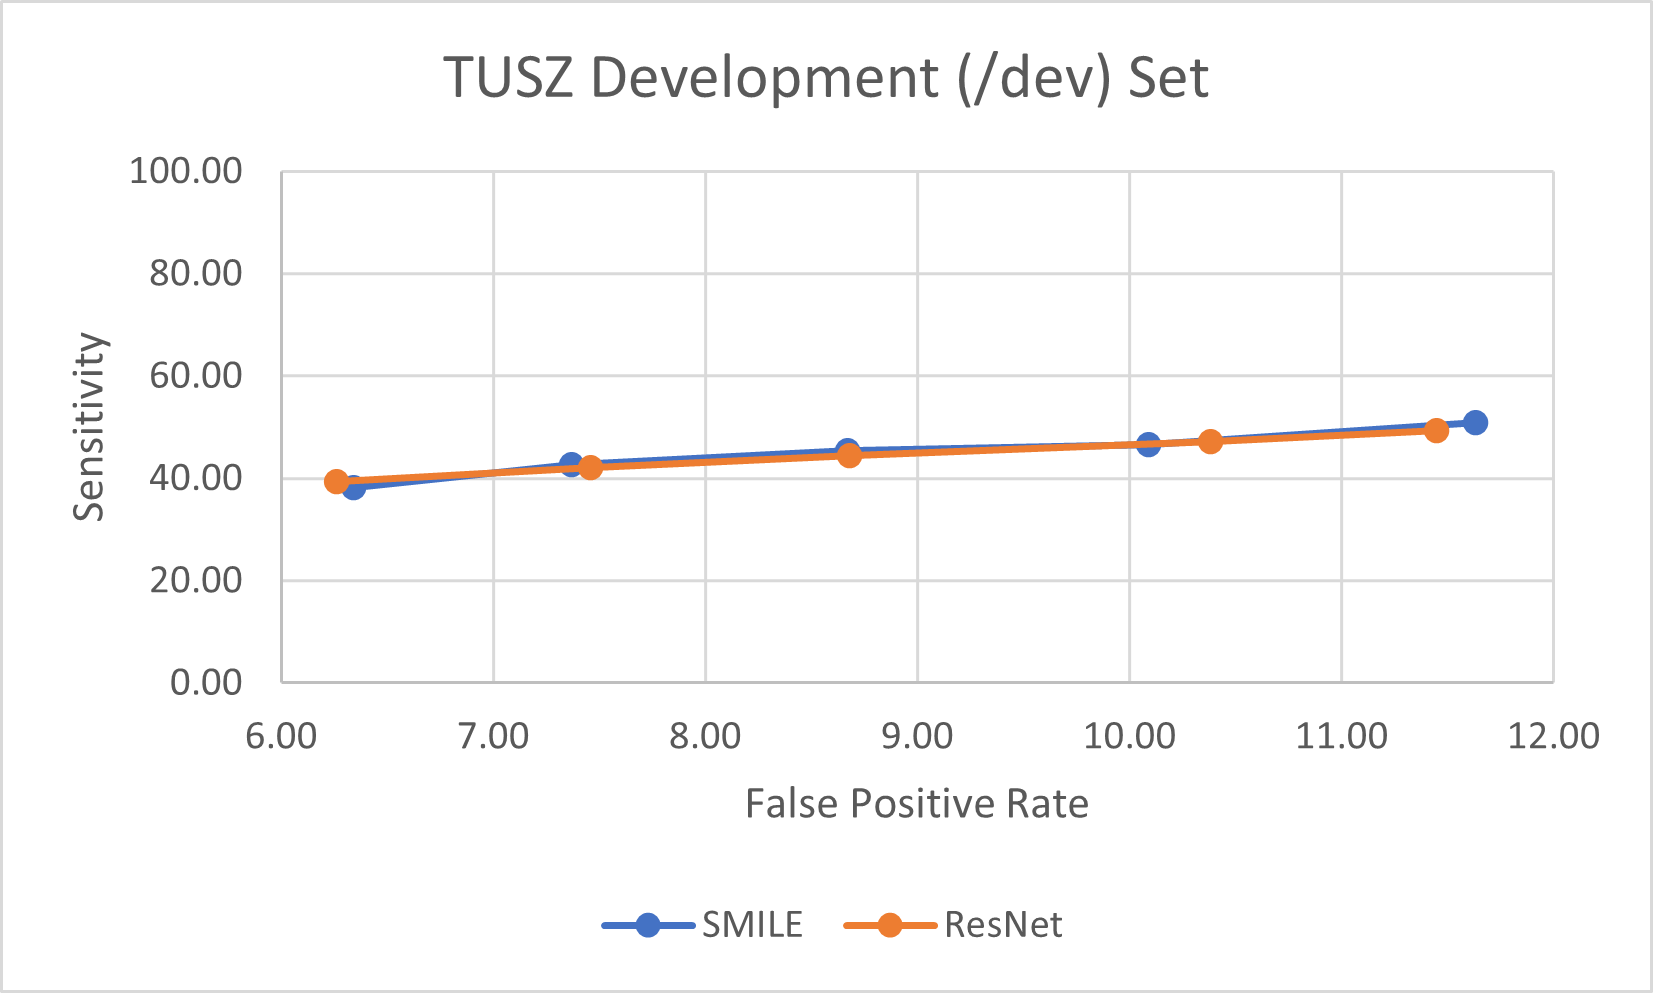 TUSZ Development (/dev) Set
100.00
80.00
60.00
40.00
20.00
0.00
Sensitivity
6.00 7.00 8.00 9.00 10.00 11.00 12.00
False Positive Rate
SMILE ResNet